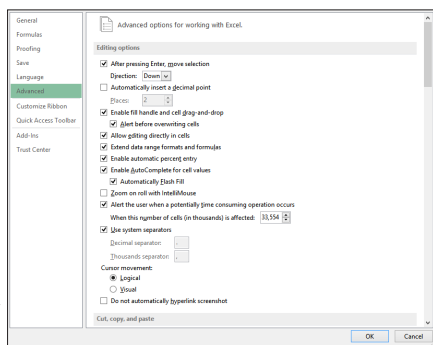 General
Formulas
Proofing
Save
Language
Advanced
Customize Ribbon
Quick Access Toolbar
Add-Ins
Trust Center
Advanced options for working with Excel.
Editing options
After pressing Enter, move selection
Direction: Down
Automatically insert a decimal point
Places: 2
Enable fill handle and cell drag-and-drop
Alert before overwriting cells
Allow editing directly in cells
Extend data range formats and formulas
Enable automatic percent entry
Enable AutoComplete for cell values
Automatically Flash Fill
Zoom on roll with IntelliMouse
Alert the user when a potentially time consuming operation occurs
When this number of cells (in thousands) is affected: 33,554
Use system separators
Decimal separator: .
Thousands separator: ,
Cursor movement:
Logical
Visual
Do not automatically hyperlink screenshot
Cut, copy, and paste
OK Cancel